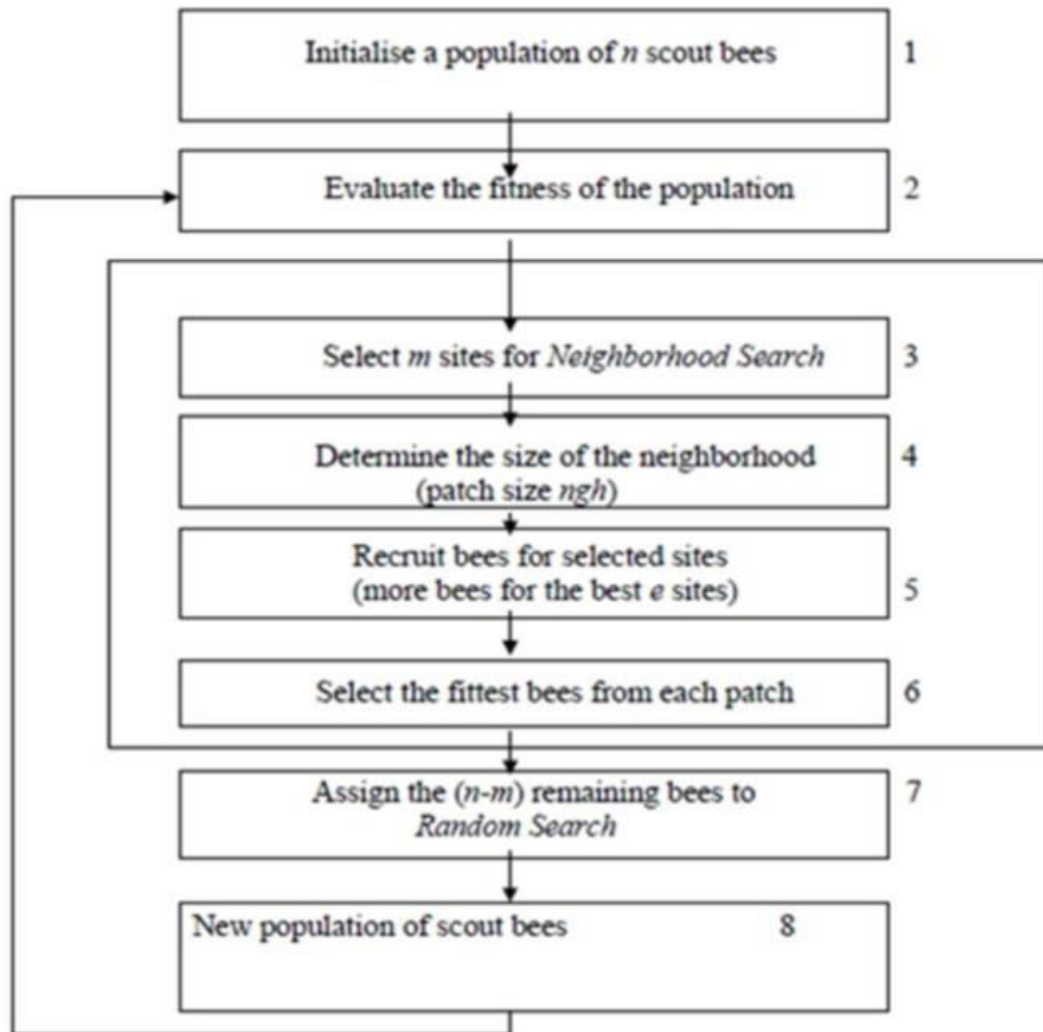 Initialise a population of n scout bees 1
Evaluate the fitness of the population 2
Select m sites for Neighborhood Search 3
Determine the size of the neighborhood 4
(patch size ngh)
Recruit bees for selected sites
(more bees for the best e sites) 5
Select the fittest bees from each patch 6
Assign the (n-m) remaining bees to 7
Random Search
New population of scout bees 8